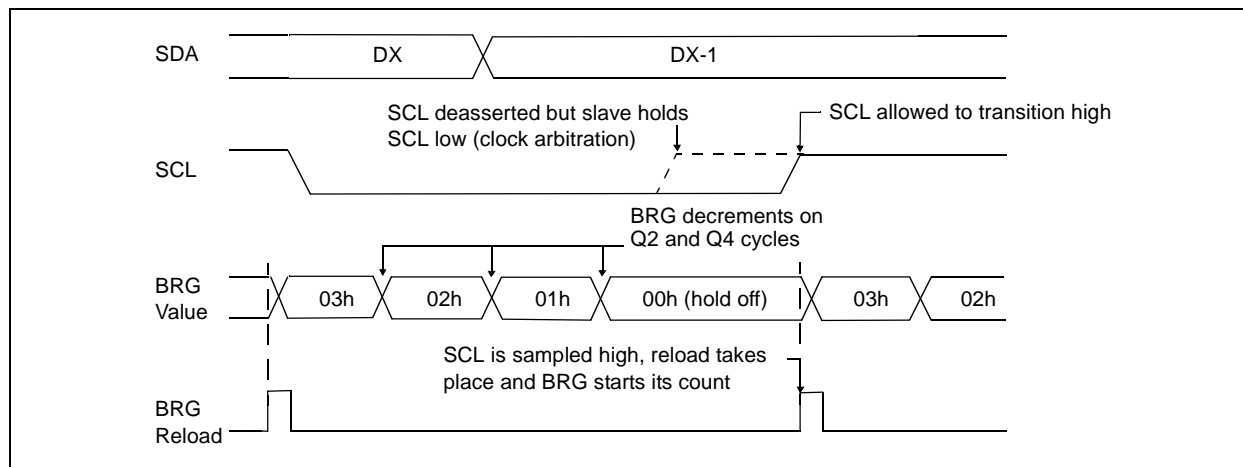 SDA
DX
DX-1
SCL deasserted but slave holds
SCL low (clock arbitration)
SCL allowed to transition high
SCL
BRG decrements on
Q2 and Q4 cycles
BRG
Value
03h
02h
01h
00h (hold off)
03h
02h
SCL is sampled high, reload takes
place and BRG starts its count
BRG
Reload